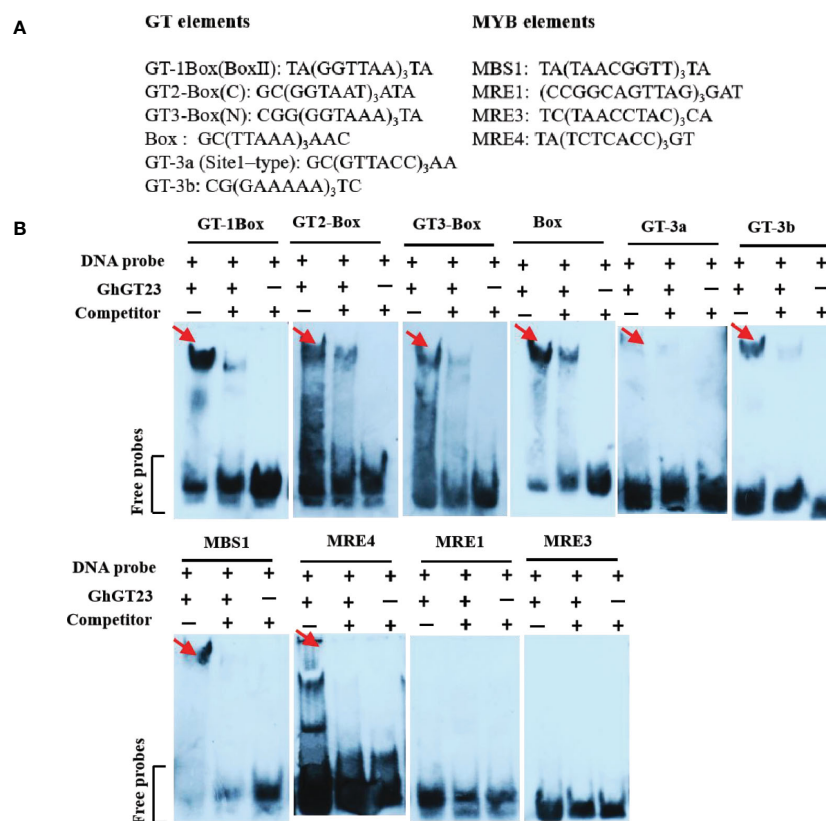 A
GT elements
MYB elements
GT-1Box(BoxII): TA(GGTTAA)3TA
GT2-Box(C): GC(GGTAAT)3ATA
GT3-Box(N): CGG(GGTAAA)3TA
Box : GC(TTAAA)3AAC
GT-3a (Site1–type): GC(GTTACC)3AA
GT-3b: CG(GAAAAA)3TC
MBS1: TA(TAACGGTT)3TA
MRE1: (CCGGCAGTTAG)3GAT
MRE3: TC(TAACCTAC)3CA
MRE4: TA(TCTCACC)3GT
B
GT-1Box GT2-Box GT3-Box Box GT-3a GT-3b
DNA probe + + + + + + + + + + + + + + + + + +
GhGT23 + + − + + − + + − + + − + + − + + −
Competitor − + + − + + − + + − + + − + + − + +
Free probes
MBS1 MRE4 MRE1 MRE3
DNA probe + + + + + + + + + + + +
GhGT23 + + − + + − + + − + + −
Competitor − + + − + + − + + − + +
Free probes